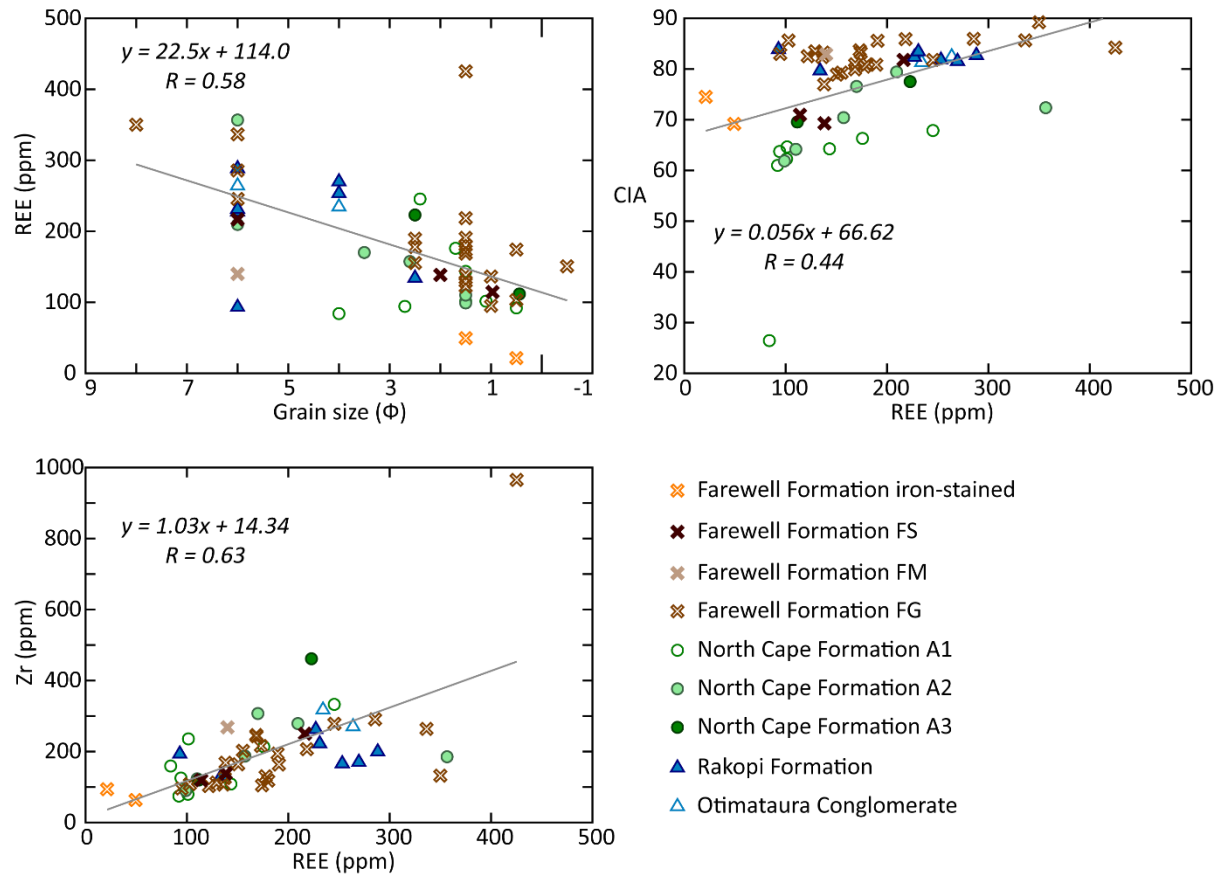 500
400
300
200
100
0
REE (ppm)
y = 22.5x + 114.0
R = 0.58
9 7 5 3 1 -1
Grain size (Φ)
90
80
70
60
50
40
30
20
CIA
y = 0.056x + 66.62
R = 0.44
0 100 200 300 400 500
REE (ppm)
1000
800
600
400
200
0
Zr (ppm)
y = 1.03x + 14.34
R = 0.63
0 100 200 300 400 500
REE (ppm)
Farewell Formation iron-stained
Farewell Formation FS
Farewell Formation FM
Farewell Formation FG
North Cape Formation A1
North Cape Formation A2
North Cape Formation A3
Rakopi Formation
Otimataura Conglomerate